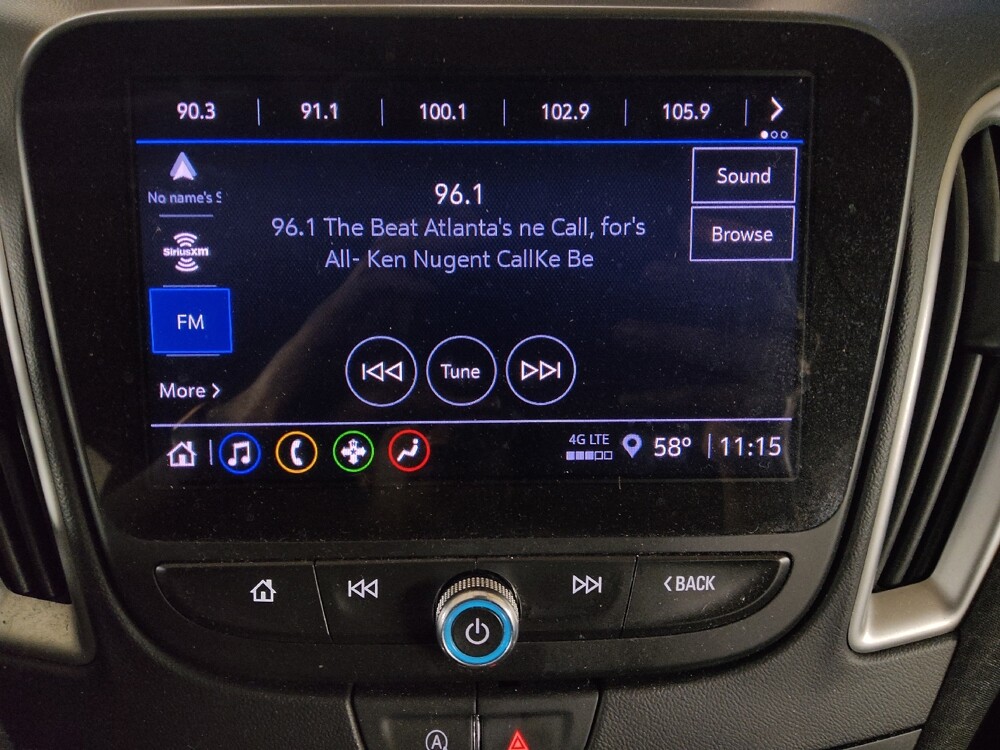 90.3 | 91.1 | 100.1 | 102.9 | 105.9
No name's S
Sound
96.1
96.1 The Beat Atlanta's ne Call, for's
All- Ken Nugent CallKe Be
Browse
SiriusXM
FM
Tune
More >
4G LTE
58° | 11:15
< BACK
A